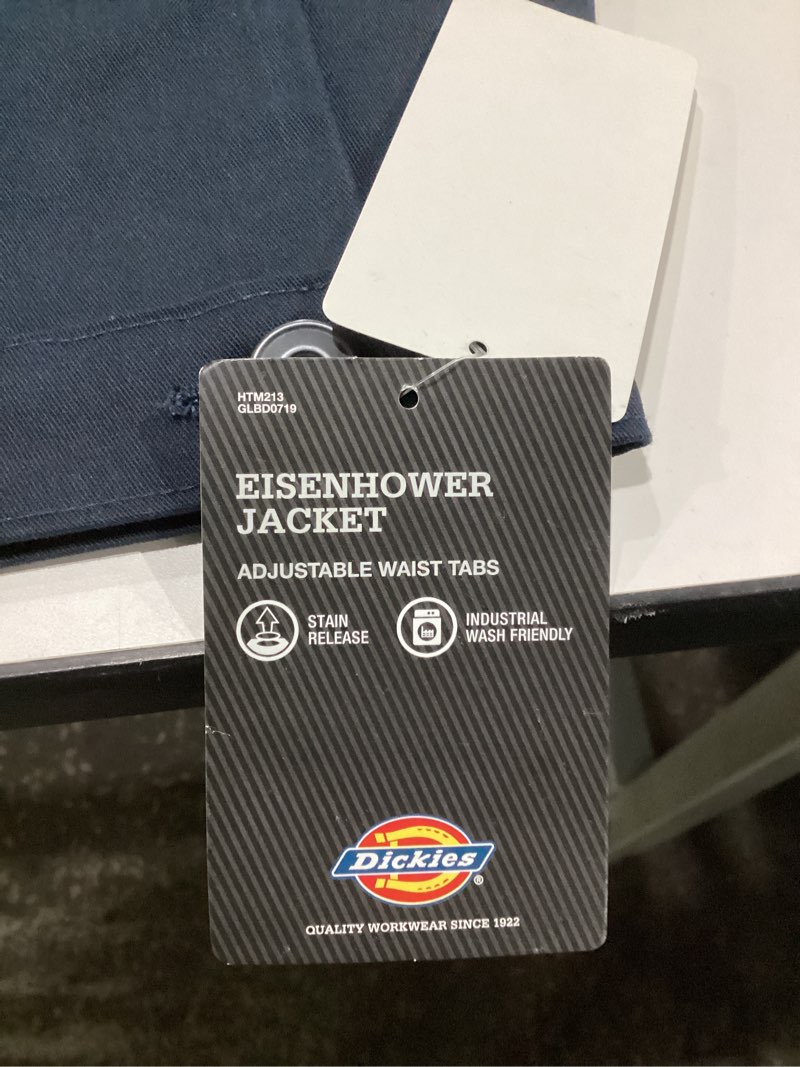 HTM213
GLBD0719
EISENHOWER
JACKET
ADJUSTABLE WAIST TABS
STAIN
RELEASE
INDUSTRIAL
WASH FRIENDLY
Dickies®
QUALITY WORKWEAR SINCE 1922